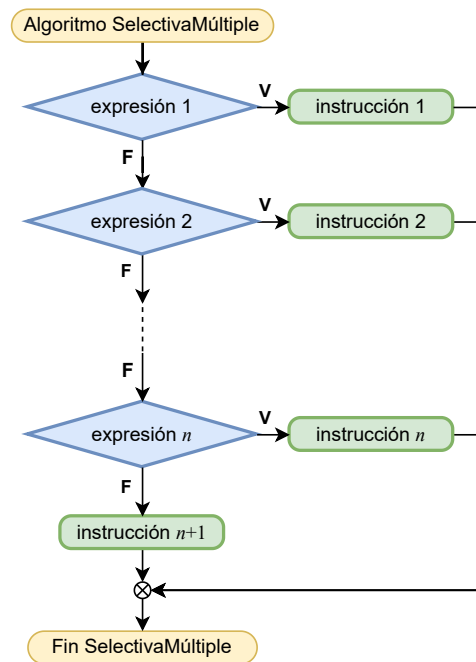 Algoritmo SelectivaMúltiple
expresión 1
V
instrucción 1
F
expresión 2
V
instrucción 2
F
F
expresión n
V
instrucción n
F
instrucción n+1
Fin SelectivaMúltiple